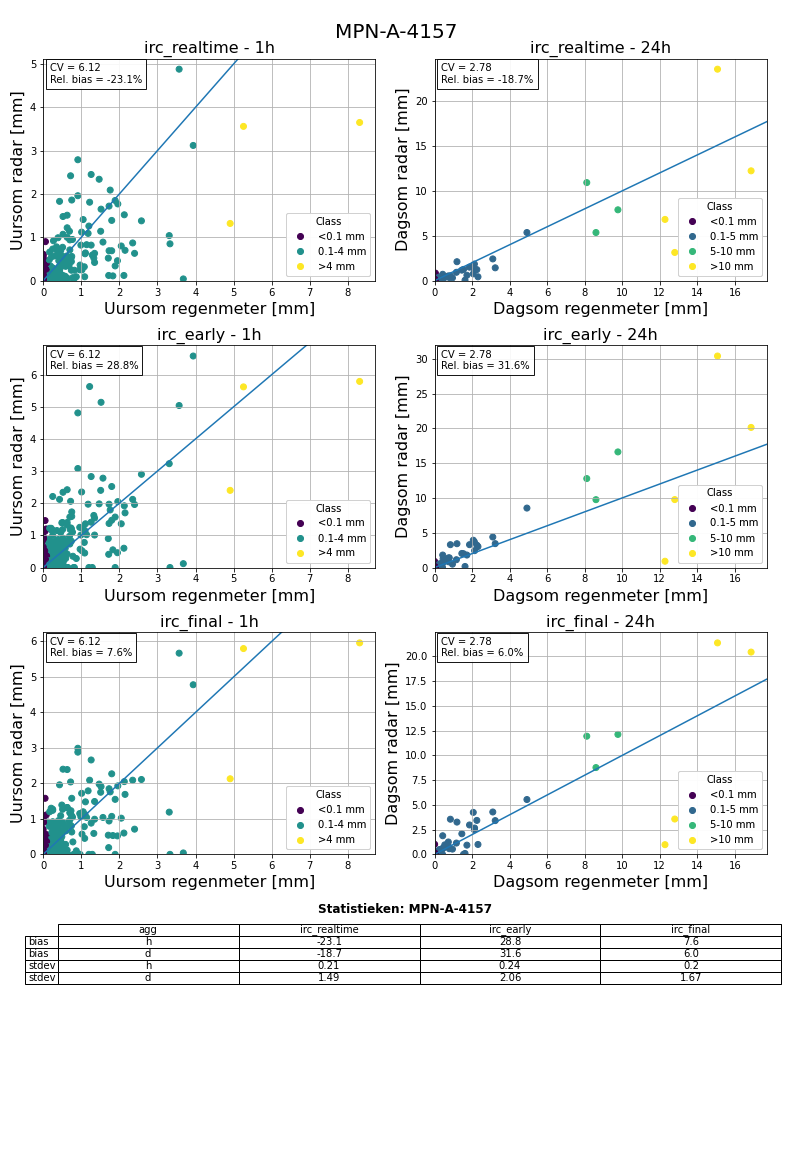 MPN-A-4157
irc_realtime - 1h
CV = 6.12
Rel. bias = -23.1%
Uursom radar [mm]
5
4
3
2
1
0
0 1 2 3 4 5 6 7 8
Uursom regenmeter [mm]
Class
<0.1 mm
0.1-4 mm
>4 mm
irc_realtime - 24h
CV = 2.78
Rel. bias = -18.7%
Dagsom radar [mm]
20
15
10
5
0
0 2 4 6 8 10 12 14 16
Dagsom regenmeter [mm]
Class
<0.1 mm
0.1-5 mm
5-10 mm
>10 mm
irc_early - 1h
CV = 6.12
Rel. bias = 28.8%
Uursom radar [mm]
6
5
4
3
2
1
0
0 1 2 3 4 5 6 7 8
Uursom regenmeter [mm]
Class
<0.1 mm
0.1-4 mm
>4 mm
irc_early - 24h
CV = 2.78
Rel. bias = 31.6%
Dagsom radar [mm]
30
25
20
15
10
5
0
0 2 4 6 8 10 12 14 16
Dagsom regenmeter [mm]
Class
<0.1 mm
0.1-5 mm
5-10 mm
>10 mm
irc_final - 1h
CV = 6.12
Rel. bias = 7.6%
Uursom radar [mm]
6
5
4
3
2
1
0
0 1 2 3 4 5 6 7 8
Uursom regenmeter [mm]
Class
<0.1 mm
0.1-4 mm
>4 mm
irc_final - 24h
CV = 2.78
Rel. bias = 6.0%
Dagsom radar [mm]
20.0
17.5
15.0
12.5
10.0
7.5
5.0
2.5
0.0
0 2 4 6 8 10 12 14 16
Dagsom regenmeter [mm]
Class
<0.1 mm
0.1-5 mm
5-10 mm
>10 mm
Statistieken: MPN-A-4157
agg irc_realtime irc_early irc_final
bias h -23.1 28.8 7.6
bias d -18.7 31.6 6.0
stdev h 0.21 0.24 0.2
stdev d 1.49 2.06 1.67